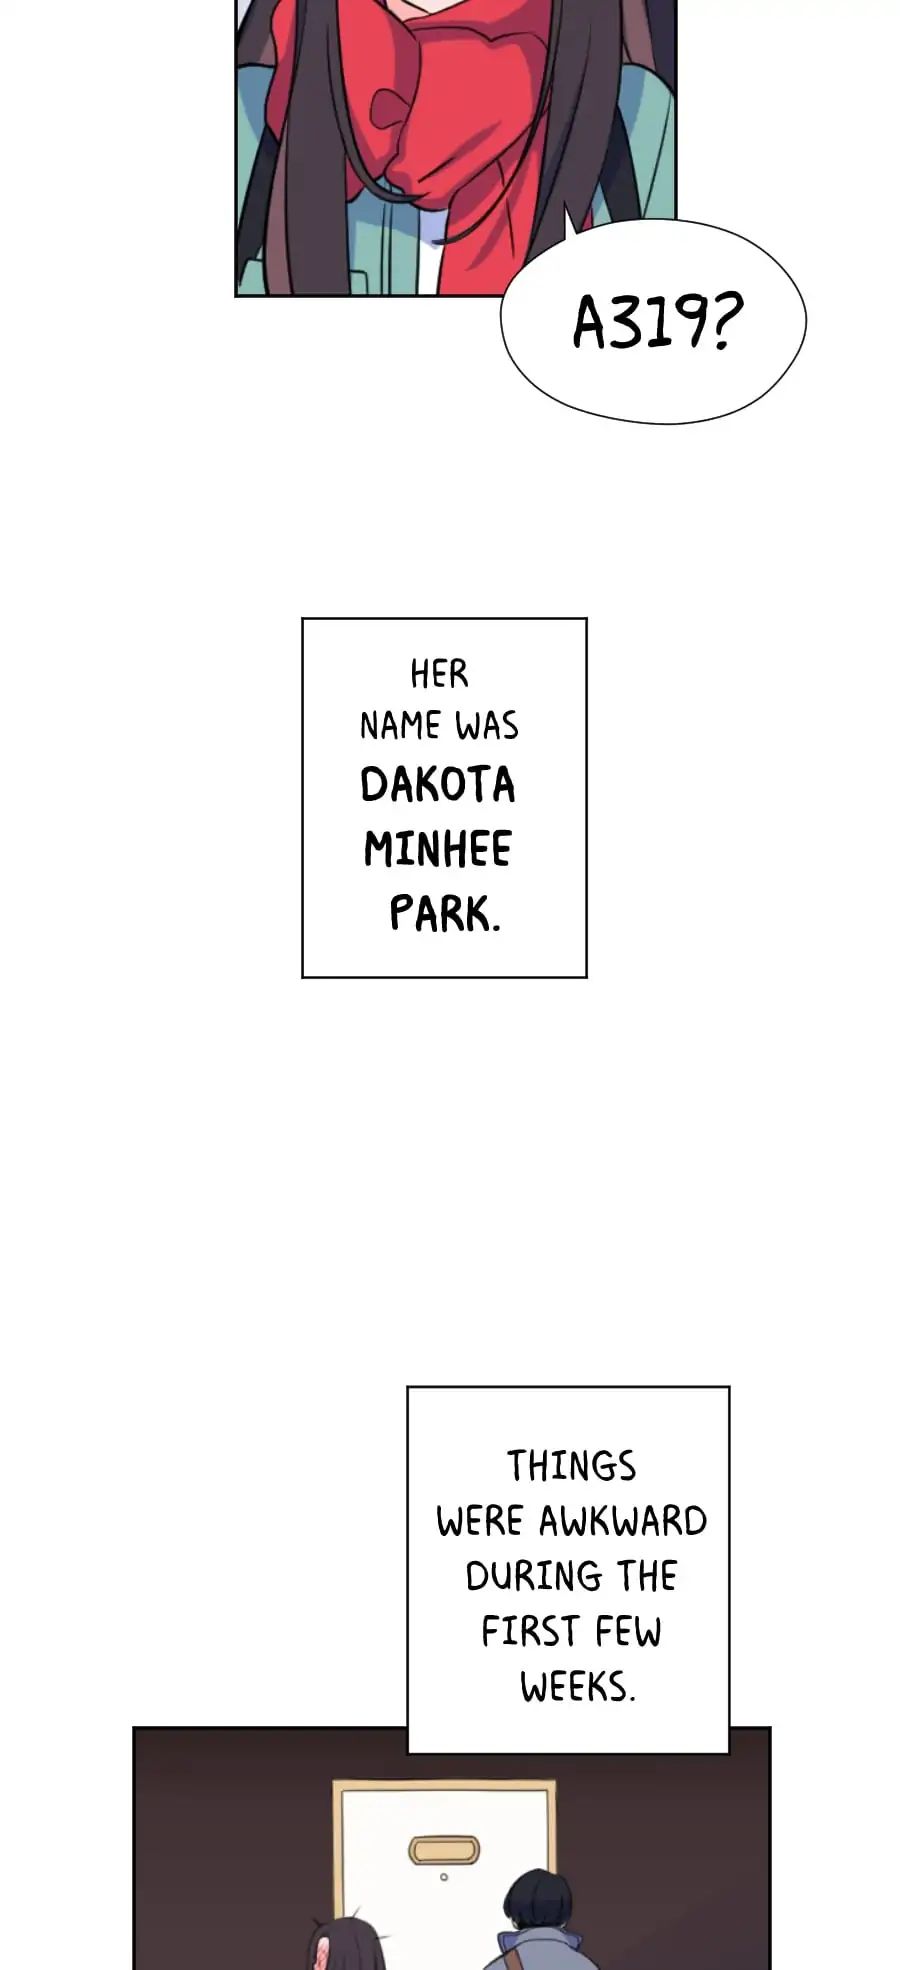 A319?
HER
NAME WAS
DAKOTA
MINHEE
PARK.
THINGS
WERE AWKWARD
DURING THE
FIRST FEW
WEEKS.